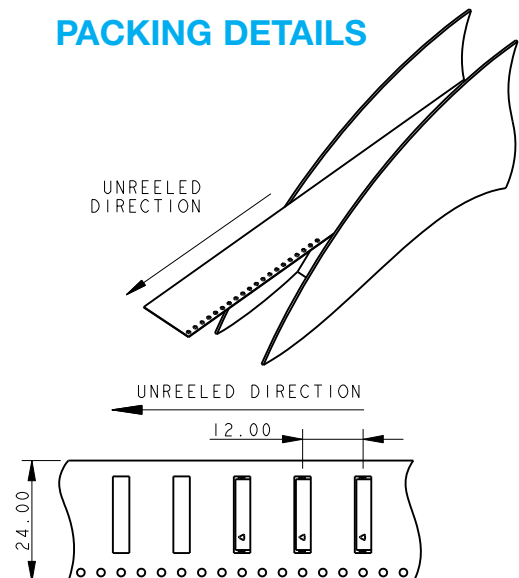 PACKING DETAILS
UNREELED
DIRECTION
UNREELED DIRECTION
12.00
24.00